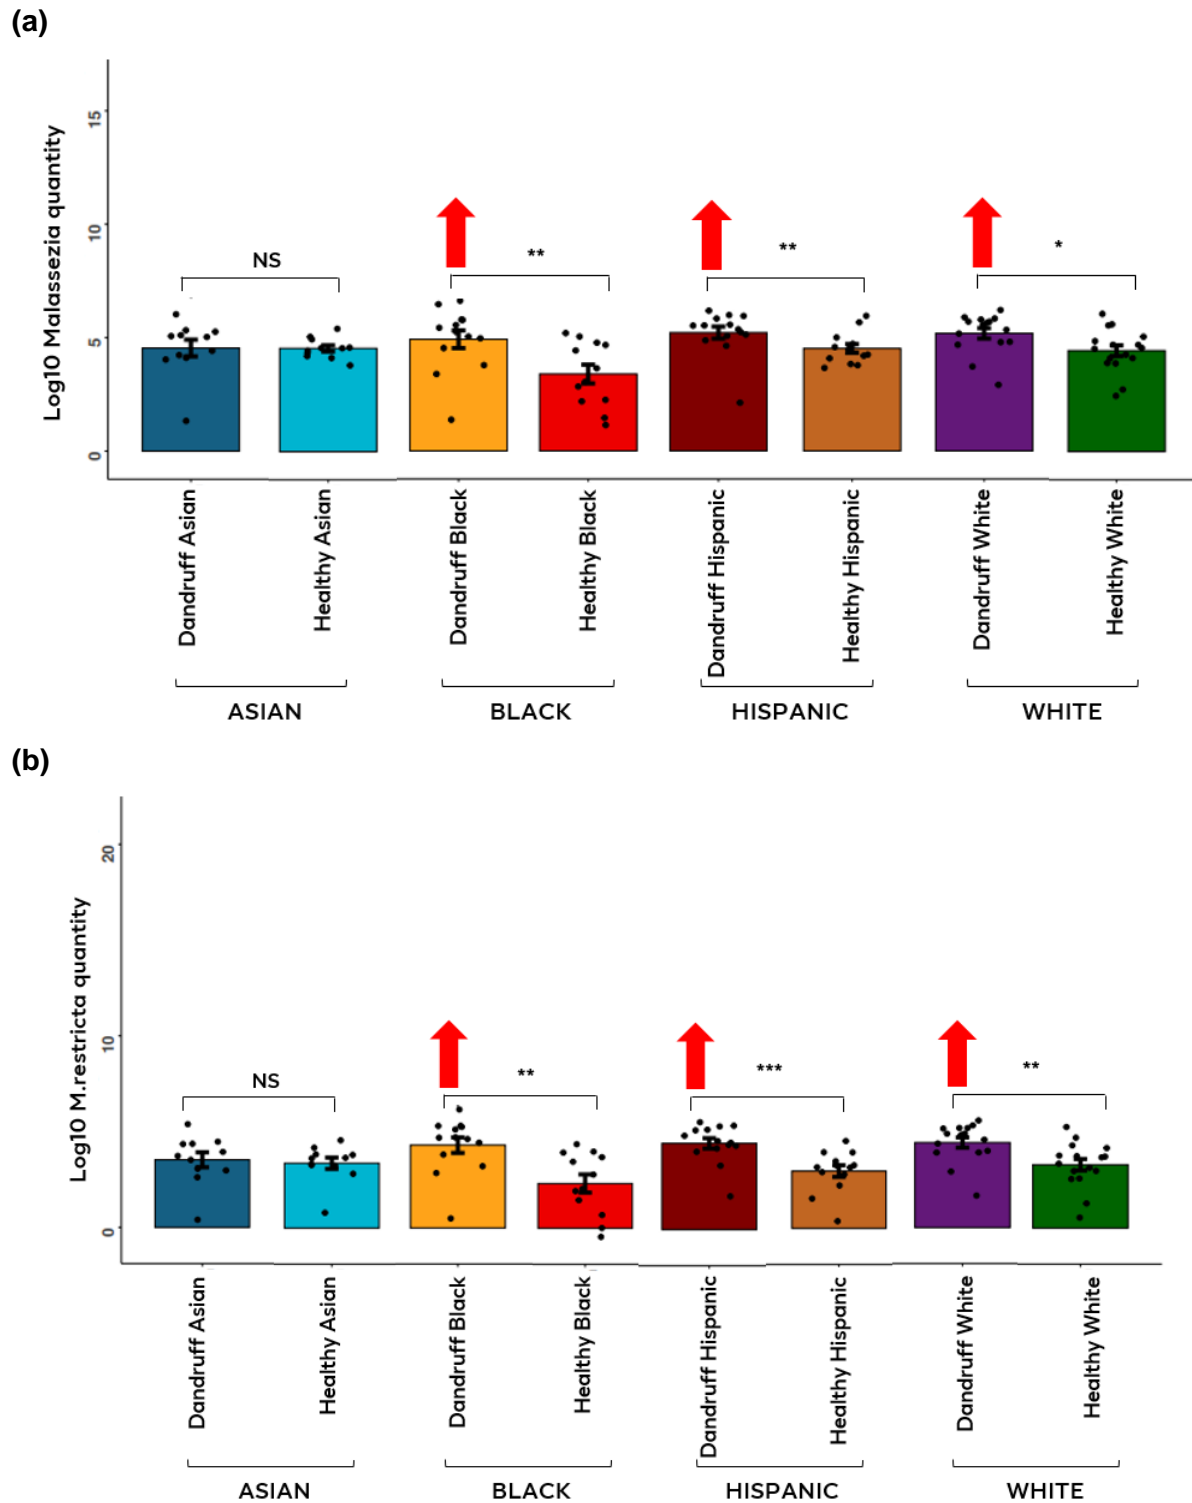 (a)
Log10 Malassezia quantity
15
10
5
0
NS
**
**
*
Dandruff Asian
Healthy Asian
Dandruff Black
Healthy Black
Dandruff Hispanic
Healthy Hispanic
Dandruff White
Healthy White
ASIAN
BLACK
HISPANIC
WHITE
(b)
Log10 M.restricta quantity
20
10
0
NS
**
***
**
Dandruff Asian
Healthy Asian
Dandruff Black
Healthy Black
Dandruff Hispanic
Healthy Hispanic
Dandruff White
Healthy White
ASIAN
BLACK
HISPANIC
WHITE